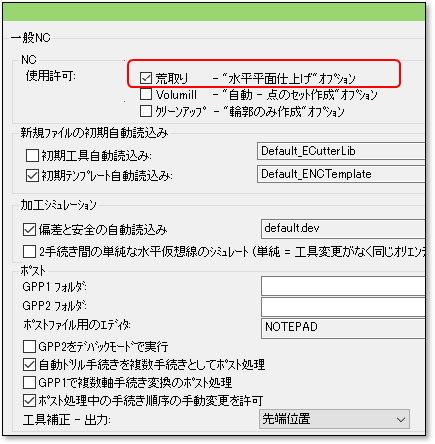 一般NC
NC
使用許可:
荒取り - "水平平面仕上げ"オプション
Volumill - "自動 - 点のセット作成"オプション
クリーンアップ - "輪郭のみ作成"オプション
新規ファイルの初期自動読込み
初期工具自動読込み: Default_ECutterLib
初期テンプレート自動読込み: Default_ENCTemplate
加工シミュレーション
偏差と安全の自動読込み default.dev
2手続き間の単純な水平仮想線のシミュレート (単純 = 工具変更がなく同じオリエンテ
ポスト
GPP1 フォルダ:
GPP2 フォルダ:
ポストファイル用のエディタ: NOTEPAD
GPP2をデバックモードで実行
自動ドリル手続きを複数手続きとしてポスト処理
GPP1で複数軸手続き変換のポスト処理
ポスト処理中の手続き順序の手動変更を許可
工具補正 - 出力: 先端位置